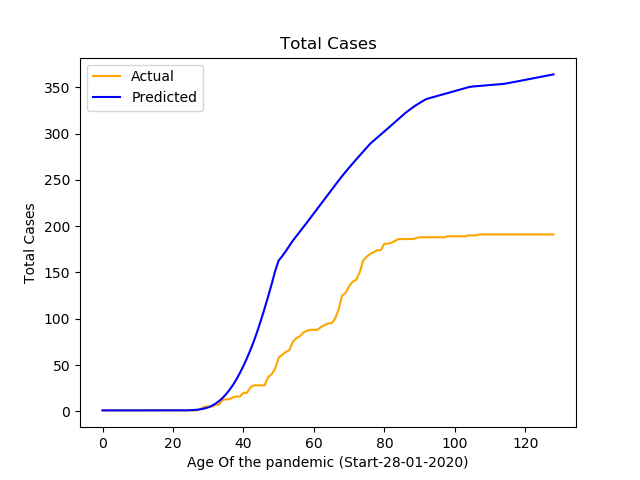 Total Cases
Actual
Predicted
350
300
250
200
150
100
50
0
Total Cases
0 20 40 60 80 100 120
Age Of the pandemic (Start-28-01-2020)